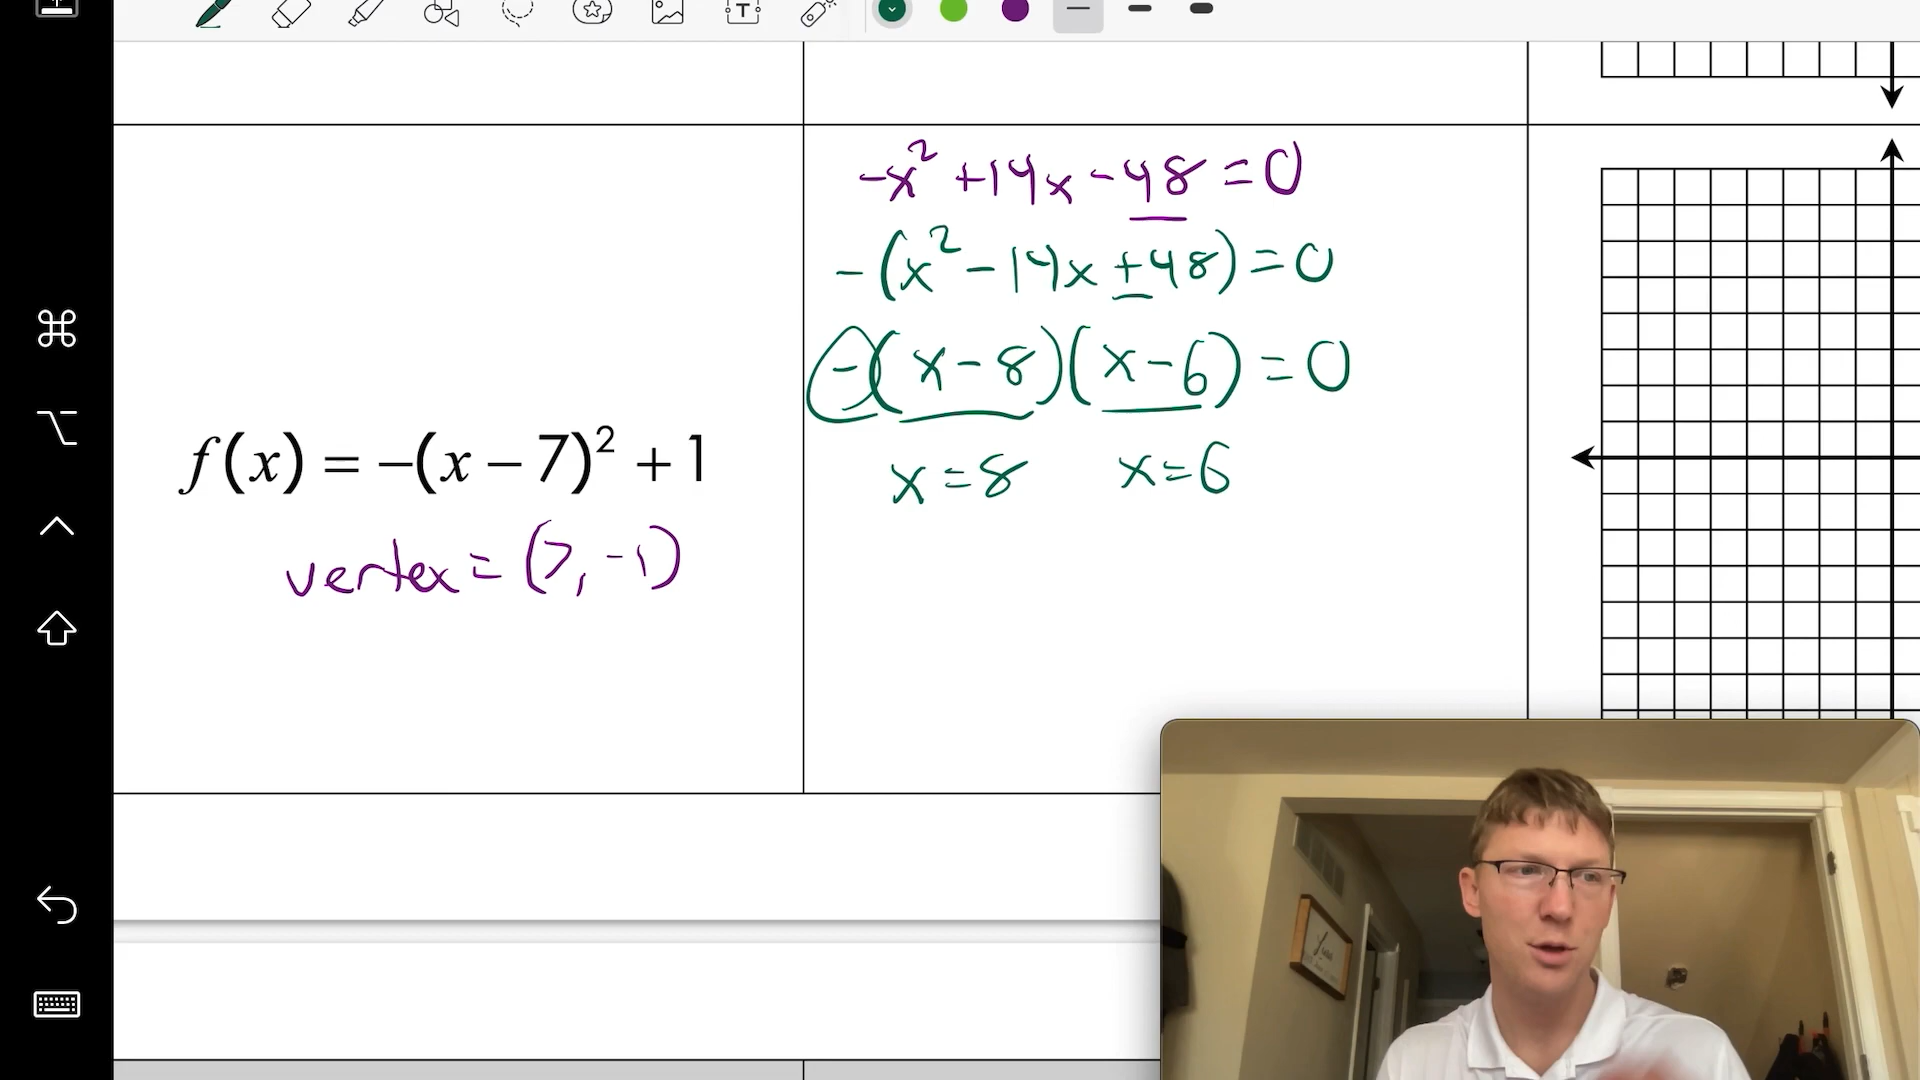 -x² +14x -48 = 0
-(x² - 14x + 48) = 0
-(x-8)(x-6) = 0
x = 8 x = 6
f(x) = -(x - 7)² + 1
vertex = (7, -1)